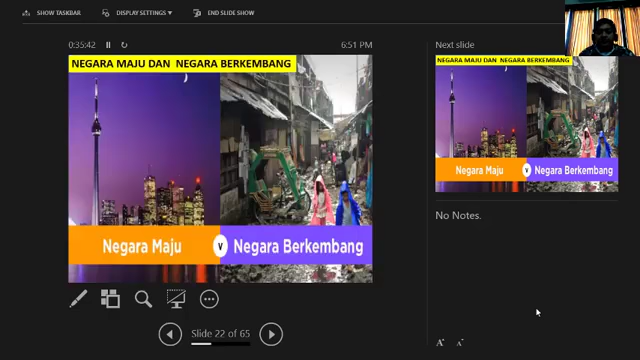 SHOW TASKBAR
DISPLAY SETTINGS ▼
END SLIDE SHOW
0:35:42
6:51 PM
NEGARA MAJU DAN NEGARA BERKEMBANG
Negara Maju
V
Negara Berkembang
Slide 22 of 65
Next slide
NEGARA MAJU DAN NEGARA BERKEMBANG
Negara Maju
V
Negara Berkembang
No Notes.
A
A